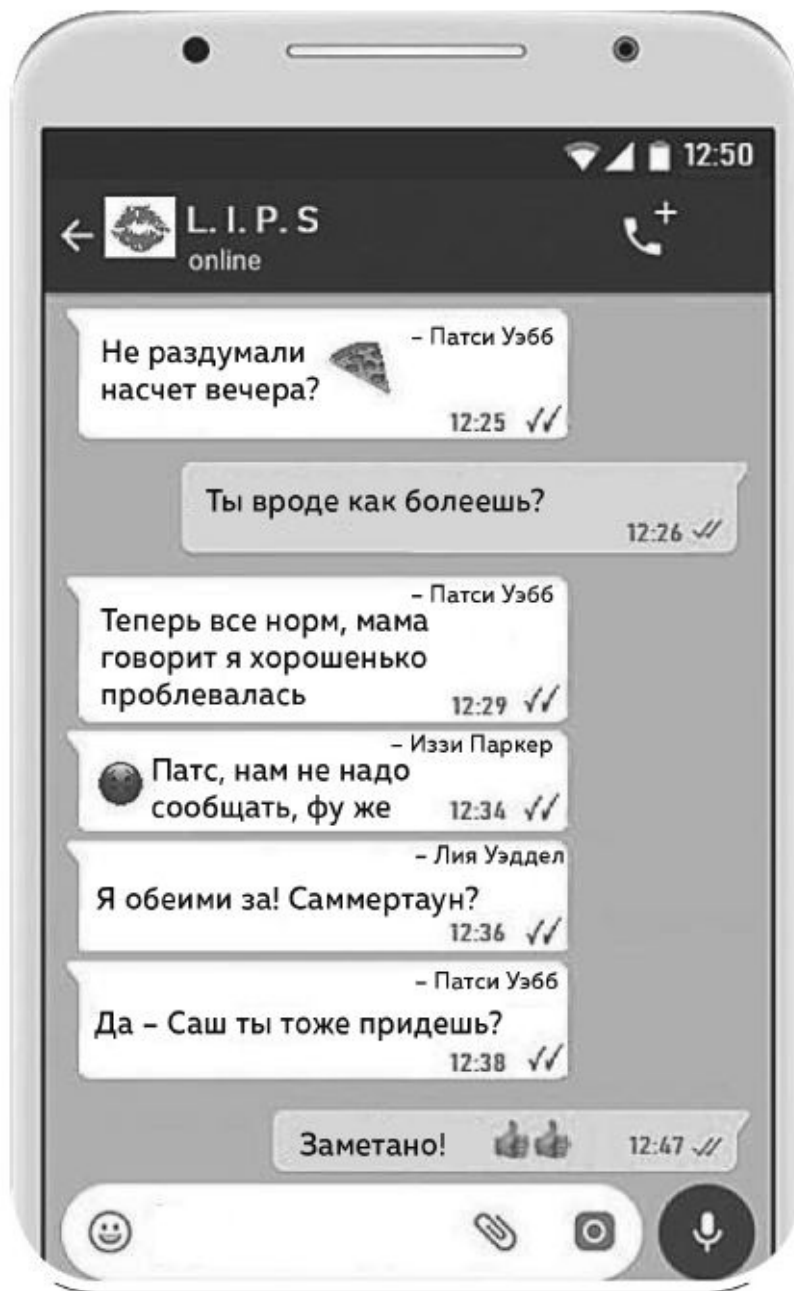 12:50
L. I. P. S
online
– Патси Уэбб
Не раздумали
насчет вечера?
12:25
Ты вроде как болеешь?
12:26
– Патси Уэбб
Теперь все норм, мама
говорит я хорошенько
проблевалась
12:29
– Иззи Паркер
Патс, нам не надо
сообщать, фу же
12:34
– Лия Уэддел
Я обеими за! Саммертаун?
12:36
– Патси Уэбб
Да – Саш ты тоже придешь?
12:38
Заметано!
12:47